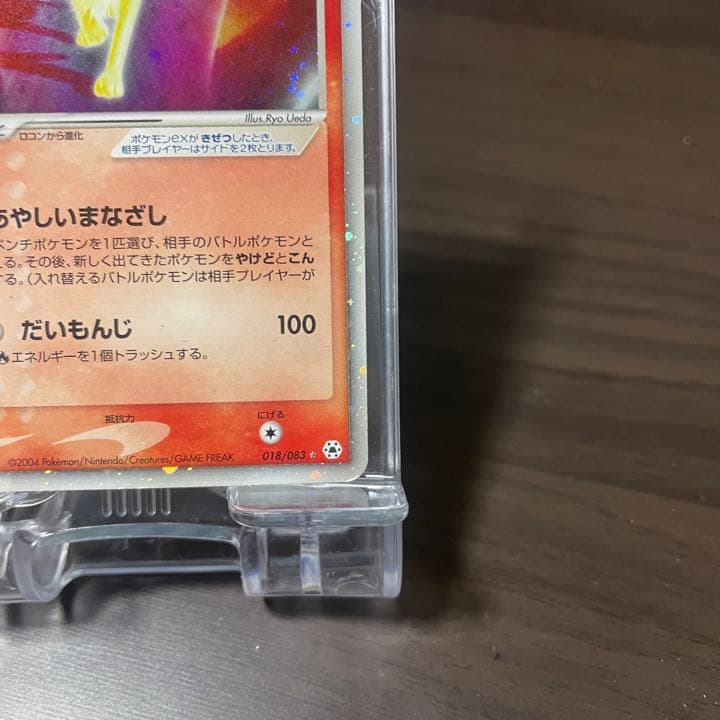 Illus.Ryo Ueda
ロコンから進化
ポケモンexが きぜつしたとき、
相手プレイヤーはサイドを2枚とります。
あやしいまなざし
ベンチポケモンを1匹選び、相手のバトルポケモンと
える。その後、新しく出てきたポケモンをやけどとこん
する。(入れ替えるバトルポケモンは相手プレイヤーが
だいもんじ 100
エネルギーを1個トラッシュする。
抵抗力 にげる
©2004 Pokémon/Nintendo/Creatures/GAME FREAK 018/083